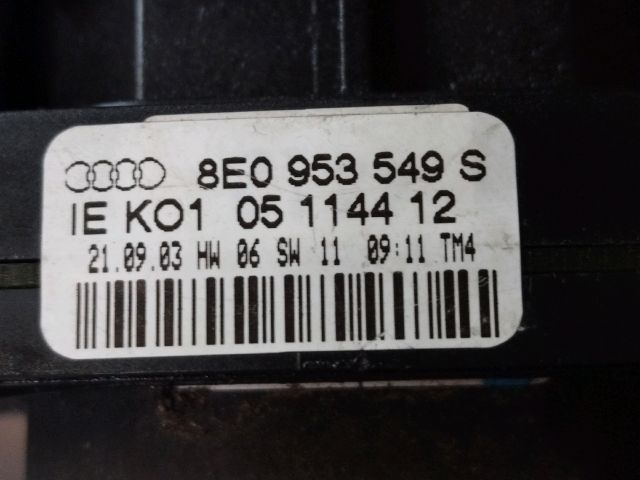 8E0 953 549 S
IE KO1 05 1144 12
21.09.03 HW 06 SW 11 09:11 TM4